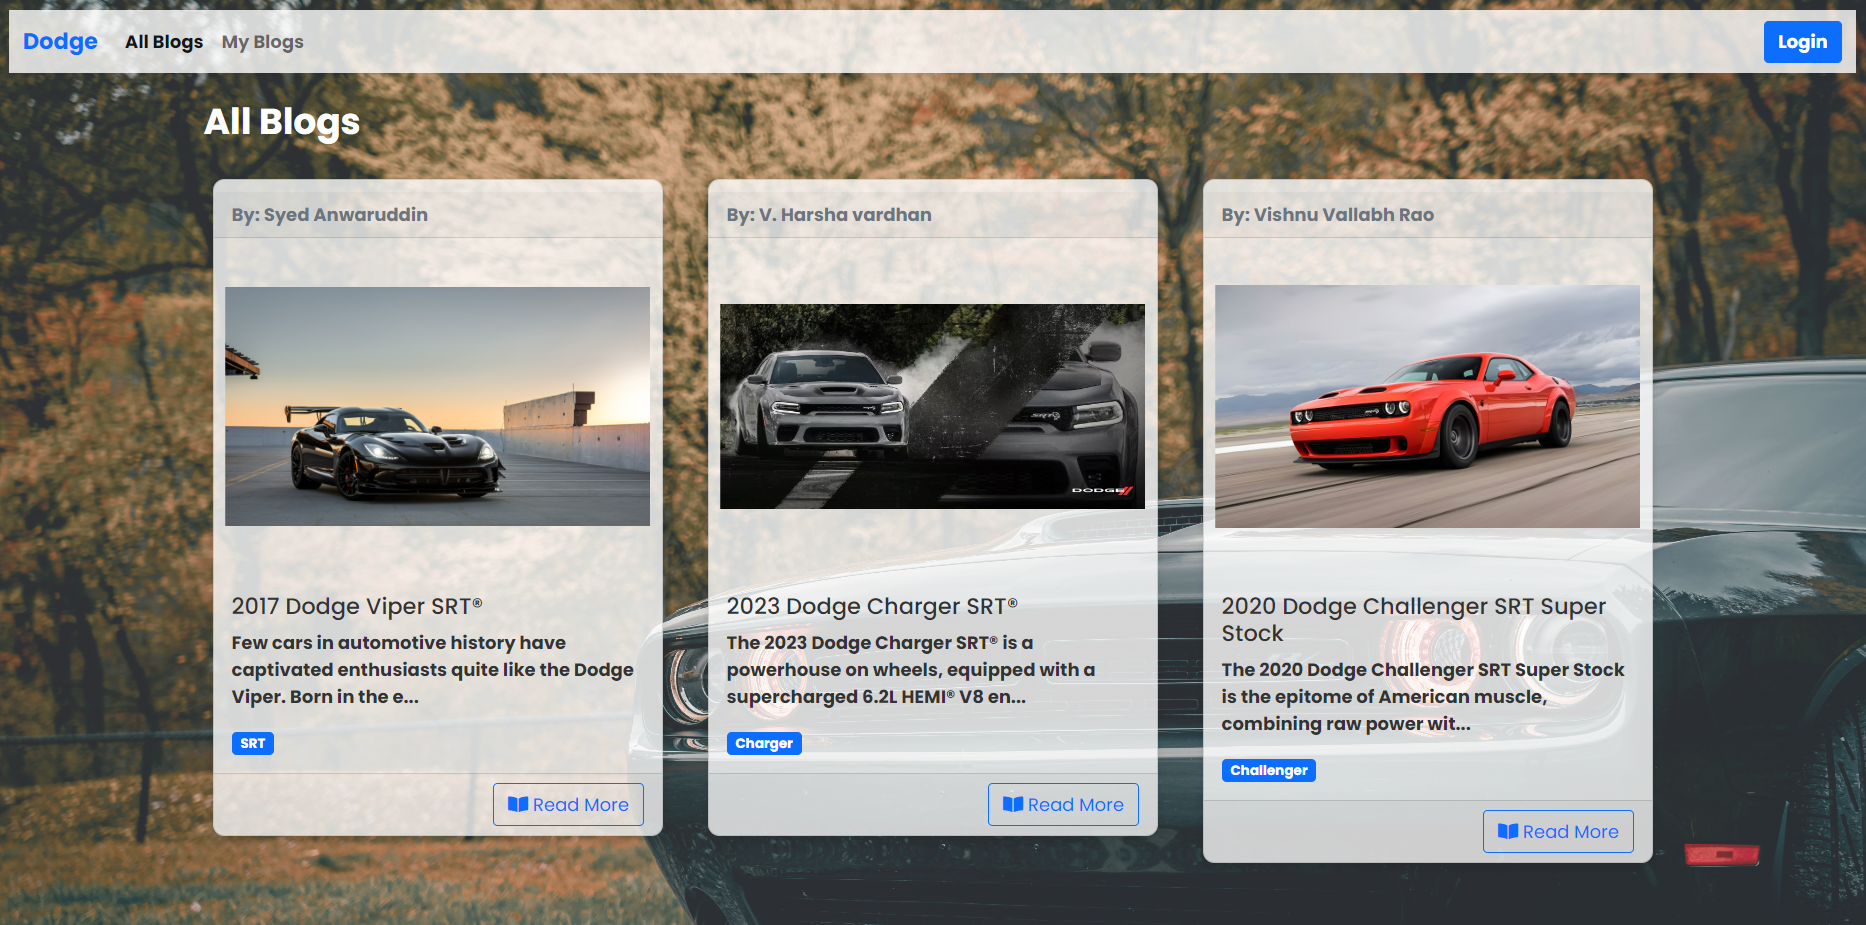 Dodge All Blogs My Blogs Login
All Blogs
By: Syed Anwaruddin
2017 Dodge Viper SRT®
Few cars in automotive history have
captivated enthusiasts quite like the Dodge
Viper. Born in the e...
SRT
Read More
By: V. Harsha vardhan
SRT
DODGE
2023 Dodge Charger SRT®
The 2023 Dodge Charger SRT® is a
powerhouse on wheels, equipped with a
supercharged 6.2L HEMI® V8 en...
Charger
Read More
By: Vishnu Vallabh Rao
2020 Dodge Challenger SRT Super
Stock
The 2020 Dodge Challenger SRT Super Stock
is the epitome of American muscle,
combining raw power wit...
Challenger
Read More